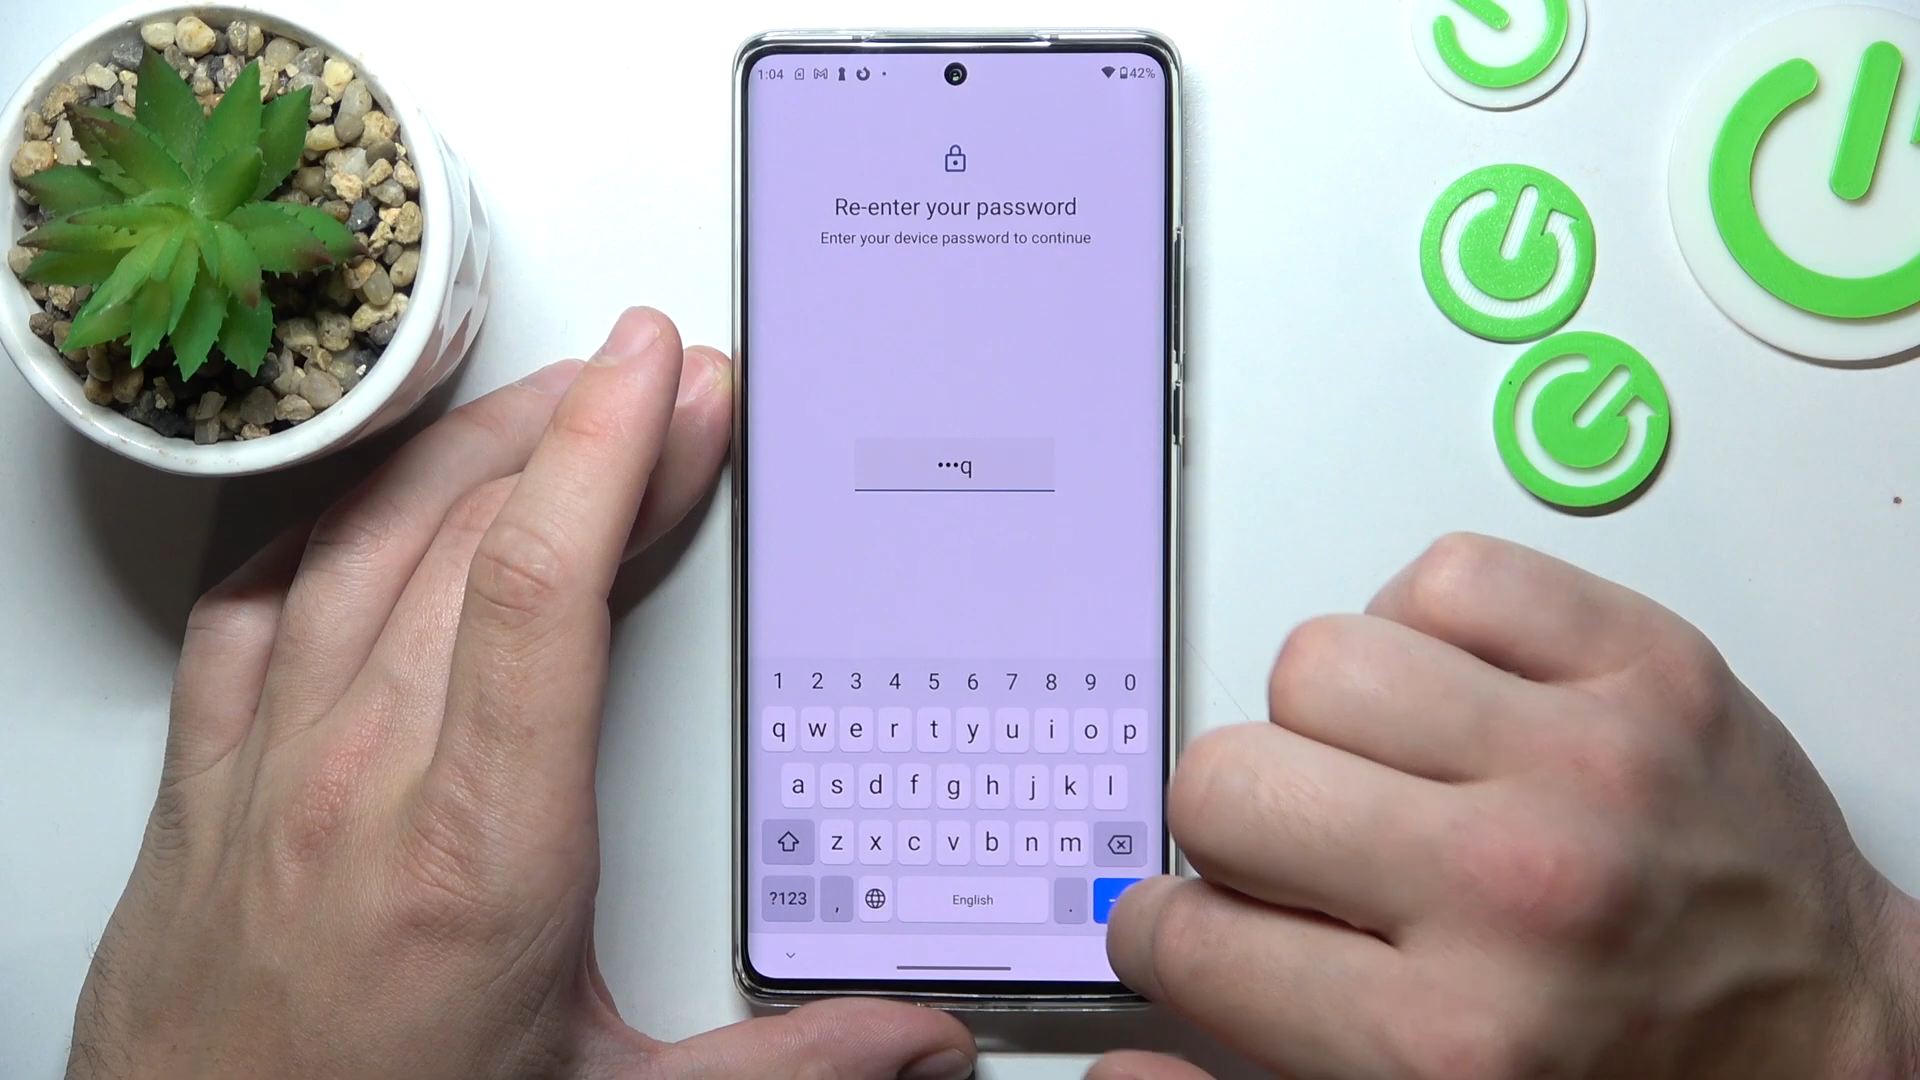 1:04 42%
Re-enter your password
Enter your device password to continue
•••q
1 2 3 4 5 6 7 8 9 0
q w e r t y u i o p
a s d f g h j k l
z x c v b n m
?123 , English .